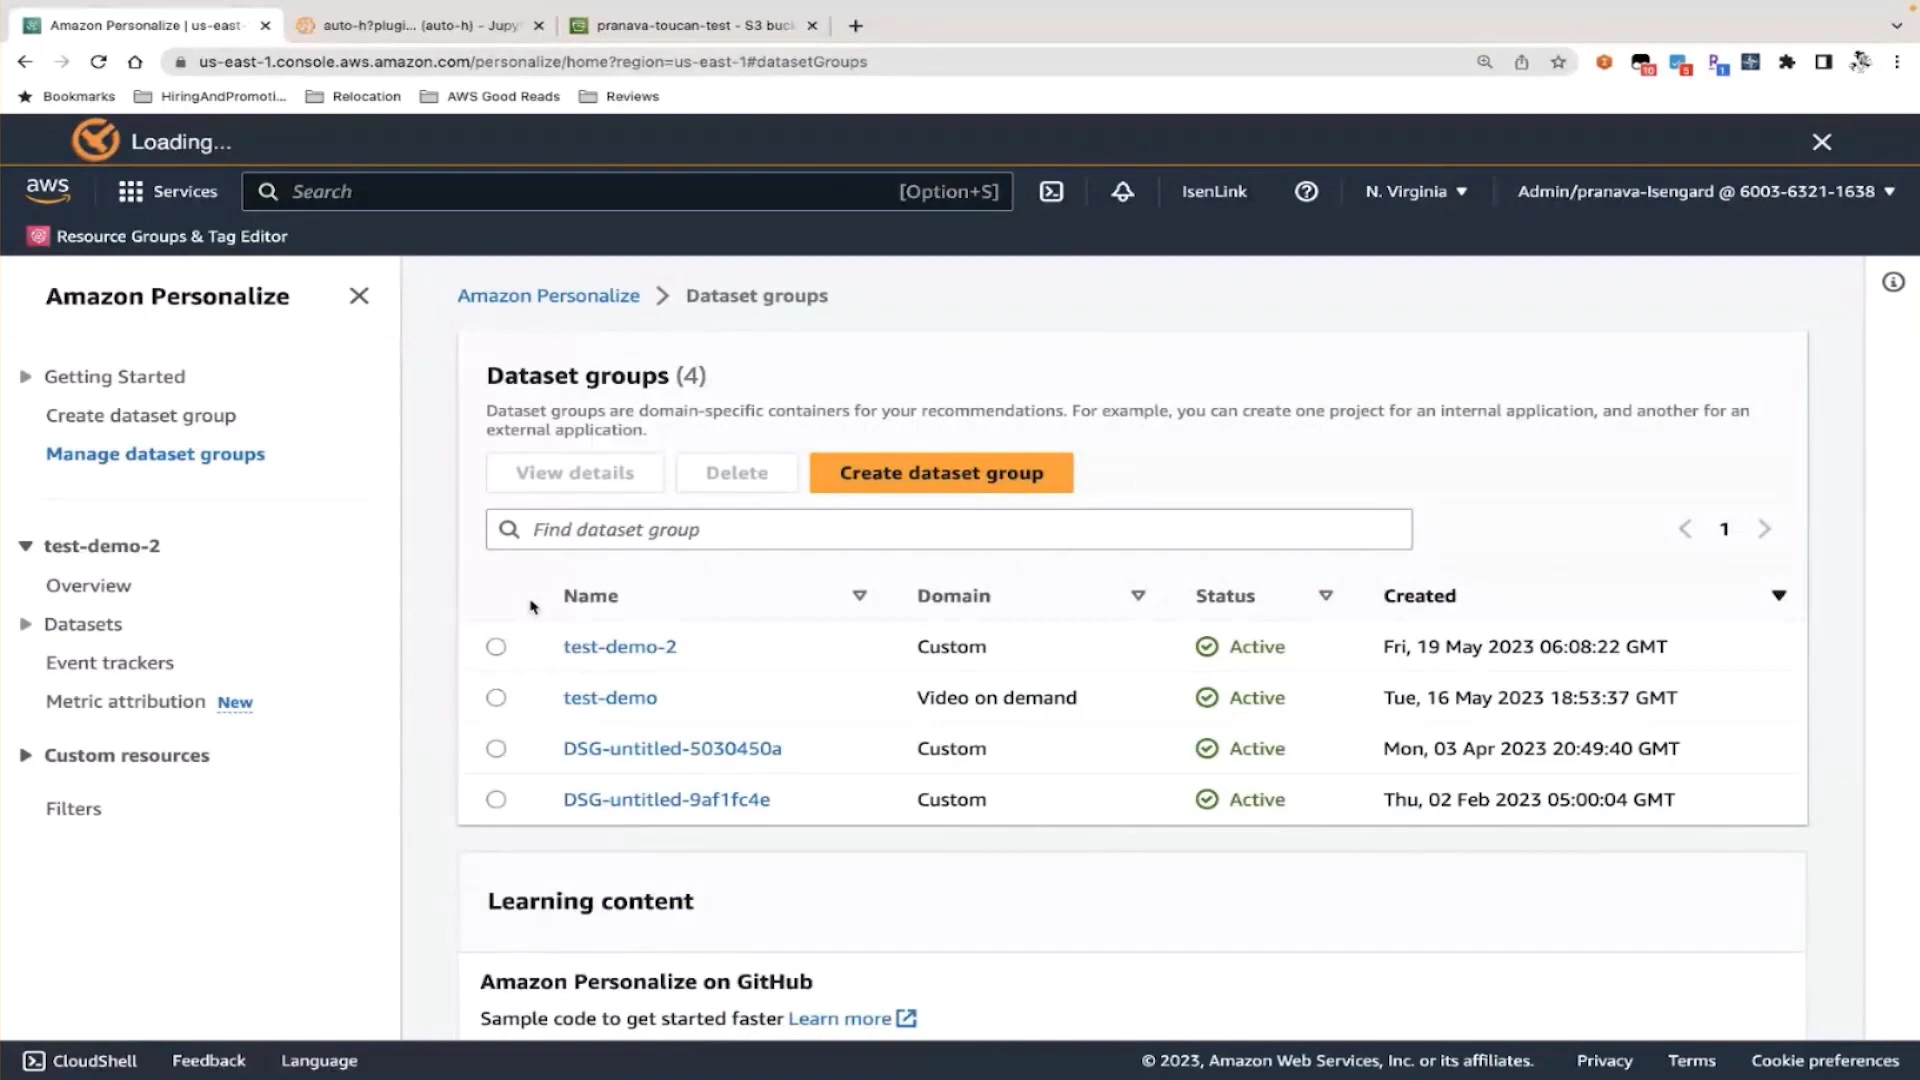 Amazon Personalize | us-east-
auto-h?plugi... (auto-h) - Jupy
pranava-toucan-test - S3 buc
us-east-1.console.aws.amazon.com/personalize/home?region=us-east-1#datasetGroups
10
5
1
Bookmarks
HiringAndPromoti...
Relocation
AWS Good Reads
Reviews
Loading...
aws
Services
Search
[Option+S]
IsenLink
N. Virginia
Admin/pranava-Isengard @ 6003-6321-1638
Resource Groups & Tag Editor
Amazon Personalize
Getting Started
Create dataset group
Manage dataset groups
test-demo-2
Overview
Datasets
Event trackers
Metric attribution New
Custom resources
Filters
Amazon Personalize > Dataset groups
Dataset groups (4)
Dataset groups are domain-specific containers for your recommendations. For example, you can create one project for an internal application, and another for an
external application.
View details
Delete
Create dataset group
Find dataset group
1
Name Domain Status Created
test-demo-2 Custom Active Fri, 19 May 2023 06:08:22 GMT
test-demo Video on demand Active Tue, 16 May 2023 18:53:37 GMT
DSG-untitled-5030450a Custom Active Mon, 03 Apr 2023 20:49:40 GMT
DSG-untitled-9af1fc4e Custom Active Thu, 02 Feb 2023 05:00:04 GMT
Learning content
Amazon Personalize on GitHub
Sample code to get started faster Learn more
CloudShell
Feedback
Language
© 2023, Amazon Web Services, Inc. or its affiliates.
Privacy
Terms
Cookie preferences